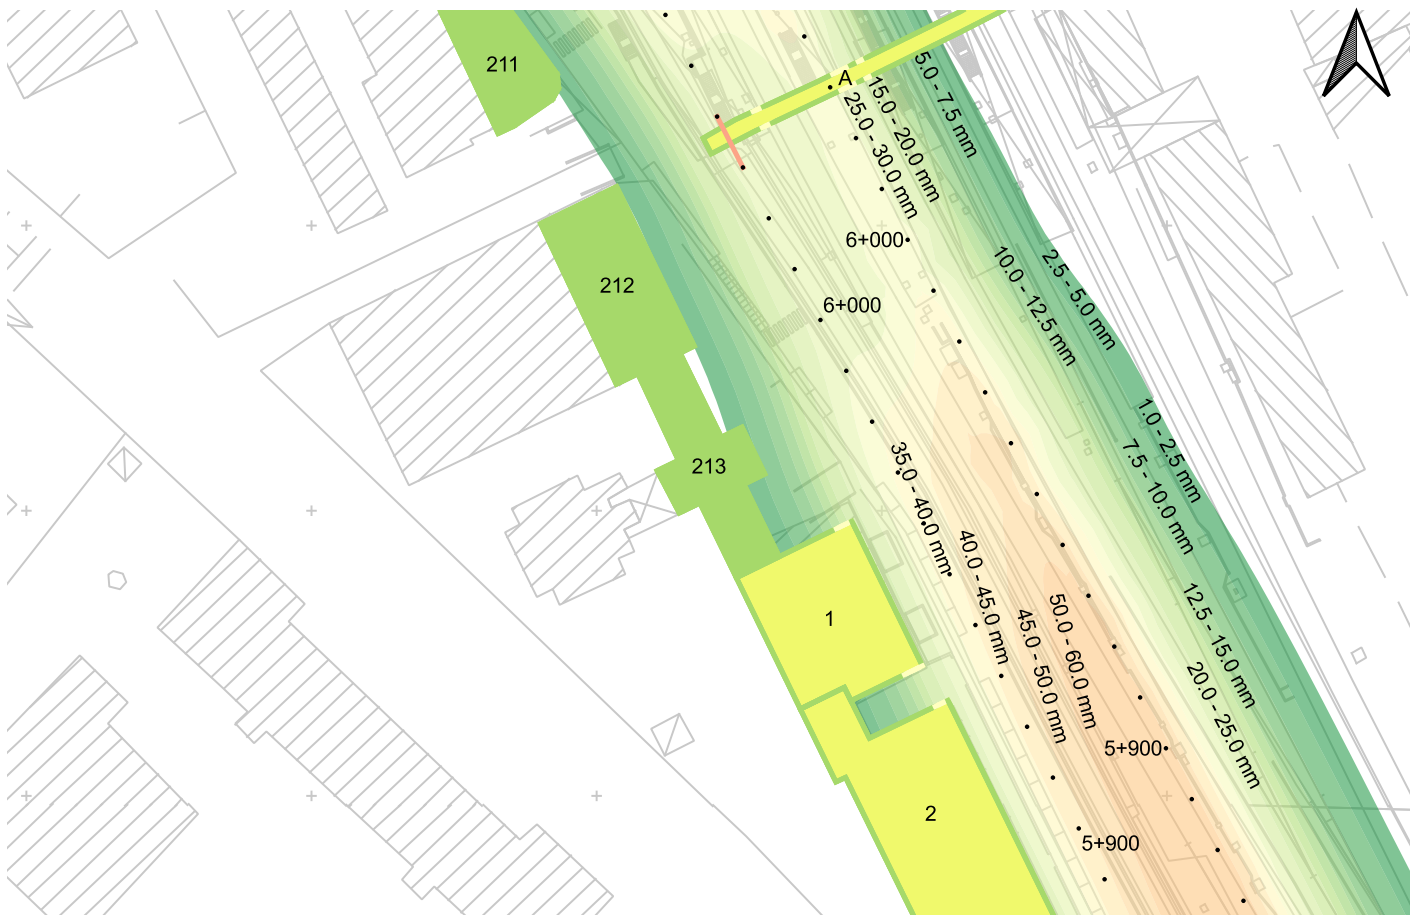 211
A
5.0 - 7.5 mm
15.0 - 20.0 mm
25.0 - 30.0 mm
6+000
212
2.5 - 5.0 mm
10.0 - 12.5 mm
6+000
213
1.0 - 2.5 mm
7.5 - 10.0 mm
35.0 - 40.0 mm
40.0 - 45.0 mm
1
50.0 - 60.0 mm
45.0 - 50.0 mm
12.5 - 15.0 mm
20.0 - 25.0 mm
5+900
2
5+900